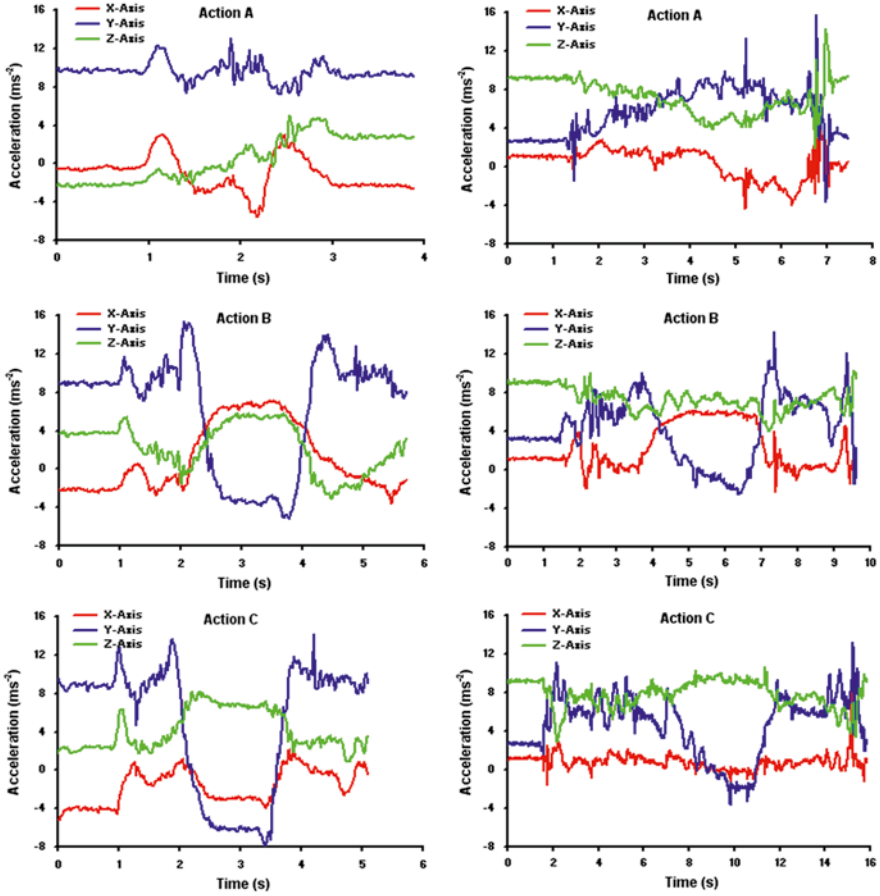 16
X-Axis
Y-Axis
Z-Axis
Action A
12
8
4
0
-4
-8
Acceleration (ms-2)
0 1 2 3 4
Time (s)
16
X-Axis
Y-Axis
Z-Axis
Action A
12
8
4
0
-4
-8
Acceleration (ms-2)
0 1 2 3 4 5 6 7 8
Time (s)
16
X-Axis
Y-Axis
Z-Axis
Action B
12
8
4
0
-4
-8
Acceleration (ms-2)
0 1 2 3 4 5 6
Time (s)
16
X-Axis
Y-Axis
Z-Axis
Action B
12
8
4
0
-4
-8
Acceleration (ms-2)
0 1 2 3 4 5 6 7 8 9 10
Time (s)
16
X-Axis
Y-Axis
Z-Axis
Action C
12
8
4
0
-4
-8
Acceleration (ms-2)
0 1 2 3 4 5 6
Time (s)
16
X-Axis
Y-Axis
Z-Axis
Action C
12
8
4
0
-4
-8
Acceleration (ms-2)
0 2 4 6 8 10 12 14 16
Time (s)